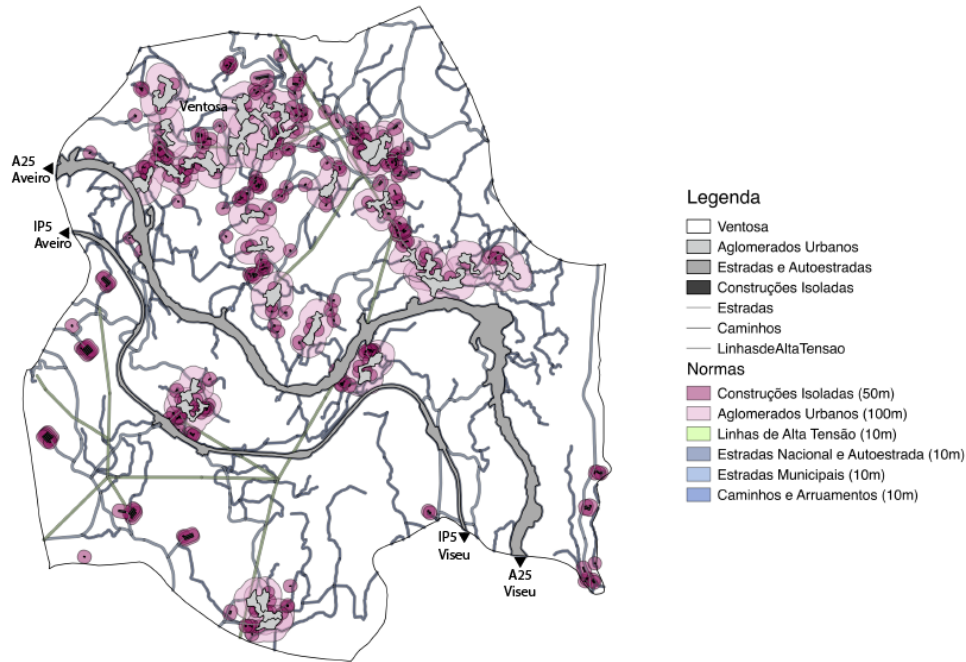 Ventosa
A25
Aveiro
IP5
Aveiro
IP5
Viseu
A25
Viseu
Legenda
Ventosa
Aglomerados Urbanos
Estradas e Autoestradas
Construções Isoladas
Estradas
Caminhos
LinhasdeAltaTensao
Normas
Construções Isoladas (50m)
Aglomerados Urbanos (100m)
Linhas de Alta Tensão (10m)
Estradas Nacional e Autoestrada (10m)
Estradas Municipais (10m)
Caminhos e Arruamentos (10m)